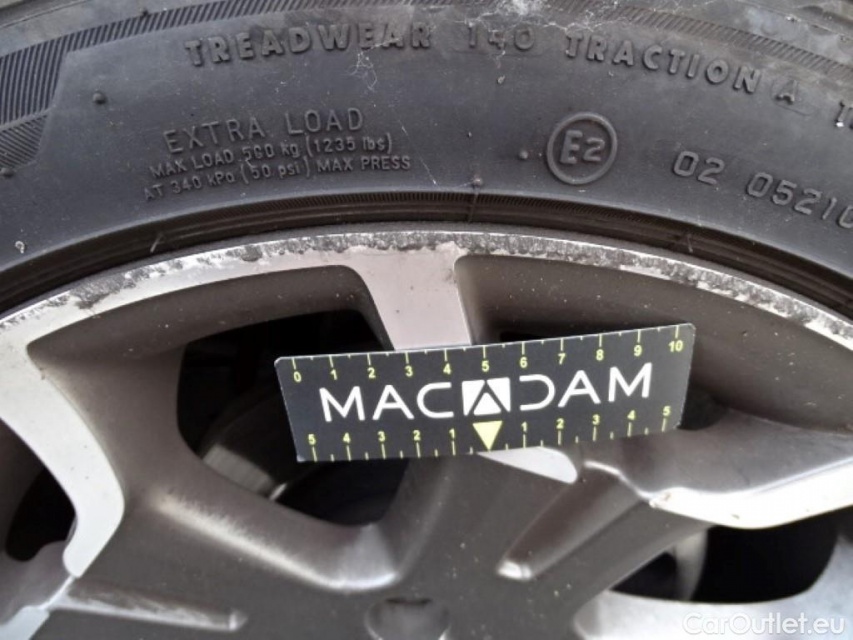 TREADWEAR 140 TRACTION A
EXTRA LOAD
MAX LOAD 560 kg (1235 lbs)
AT 340 kPa (50 psi) MAX PRESS
E2
02 05210
0 1 2 3 4 5 6 7 8 9 10
MACADAM
5 4 3 2 1 1 2 3 4 5
CarOutlet.eu